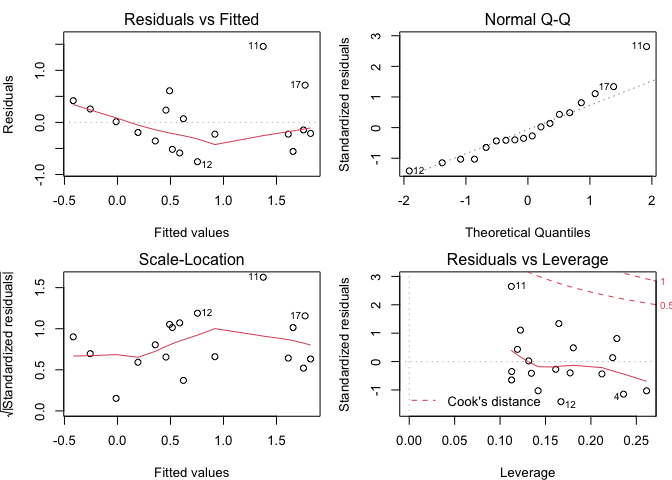 Residuals vs Fitted
Residuals
-1.0 0.0 1.0
11
17
12
-0.5 0.0 0.5 1.0 1.5
Fitted values
Normal Q-Q
Standardized residuals
-1 0 1 2 3
11
17
12
-2 -1 0 1 2
Theoretical Quantiles
Scale-Location
√|Standardized residuals|
0.0 0.5 1.0 1.5
11
12
17
-0.5 0.0 0.5 1.0 1.5
Fitted values
Residuals vs Leverage
Standardized residuals
-1 0 1 2 3
11
1
0.5
4
Cook's distance
12
0.00 0.05 0.10 0.15 0.20 0.25
Leverage